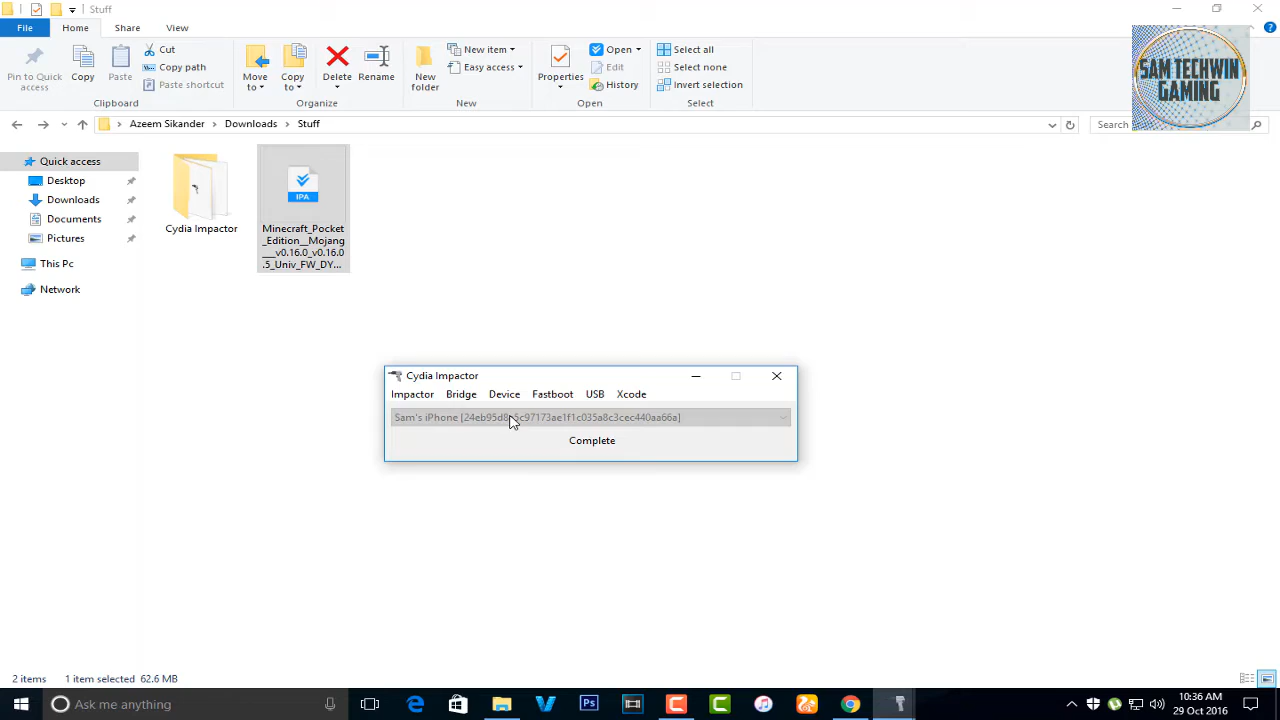 Stuff
File
Home
Share
View
Pin to Quick access
Copy
Paste
Cut
Copy path
Paste shortcut
Clipboard
Move to
Copy to
Delete
Rename
Organize
New folder
New item
Easy access
New
Properties
Open
Edit
History
Open
Select all
Select none
Invert selection
Select
SAM TECHWIN
GAMING
Azeem Sikander
Downloads
Stuff
Search
Quick access
Desktop
Downloads
Documents
Pictures
This Pc
Network
Cydia Impactor
IPA
Minecraft_Pocket
_Edition__Mojang
___v0.16.0_v0.16.0
.5_Univ_FW_DY...
Cydia Impactor
Impactor Bridge Device Fastboot USB Xcode
Complete
2 items 1 item selected 62.6 MB
Ask me anything
Ps
10:36 AM
29 Oct 2016